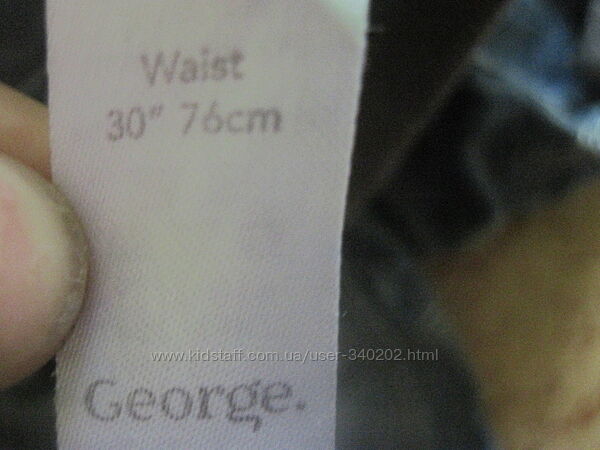 Waist
30" 76cm
www.kidstaff.com.ua/user-340202.html
George.